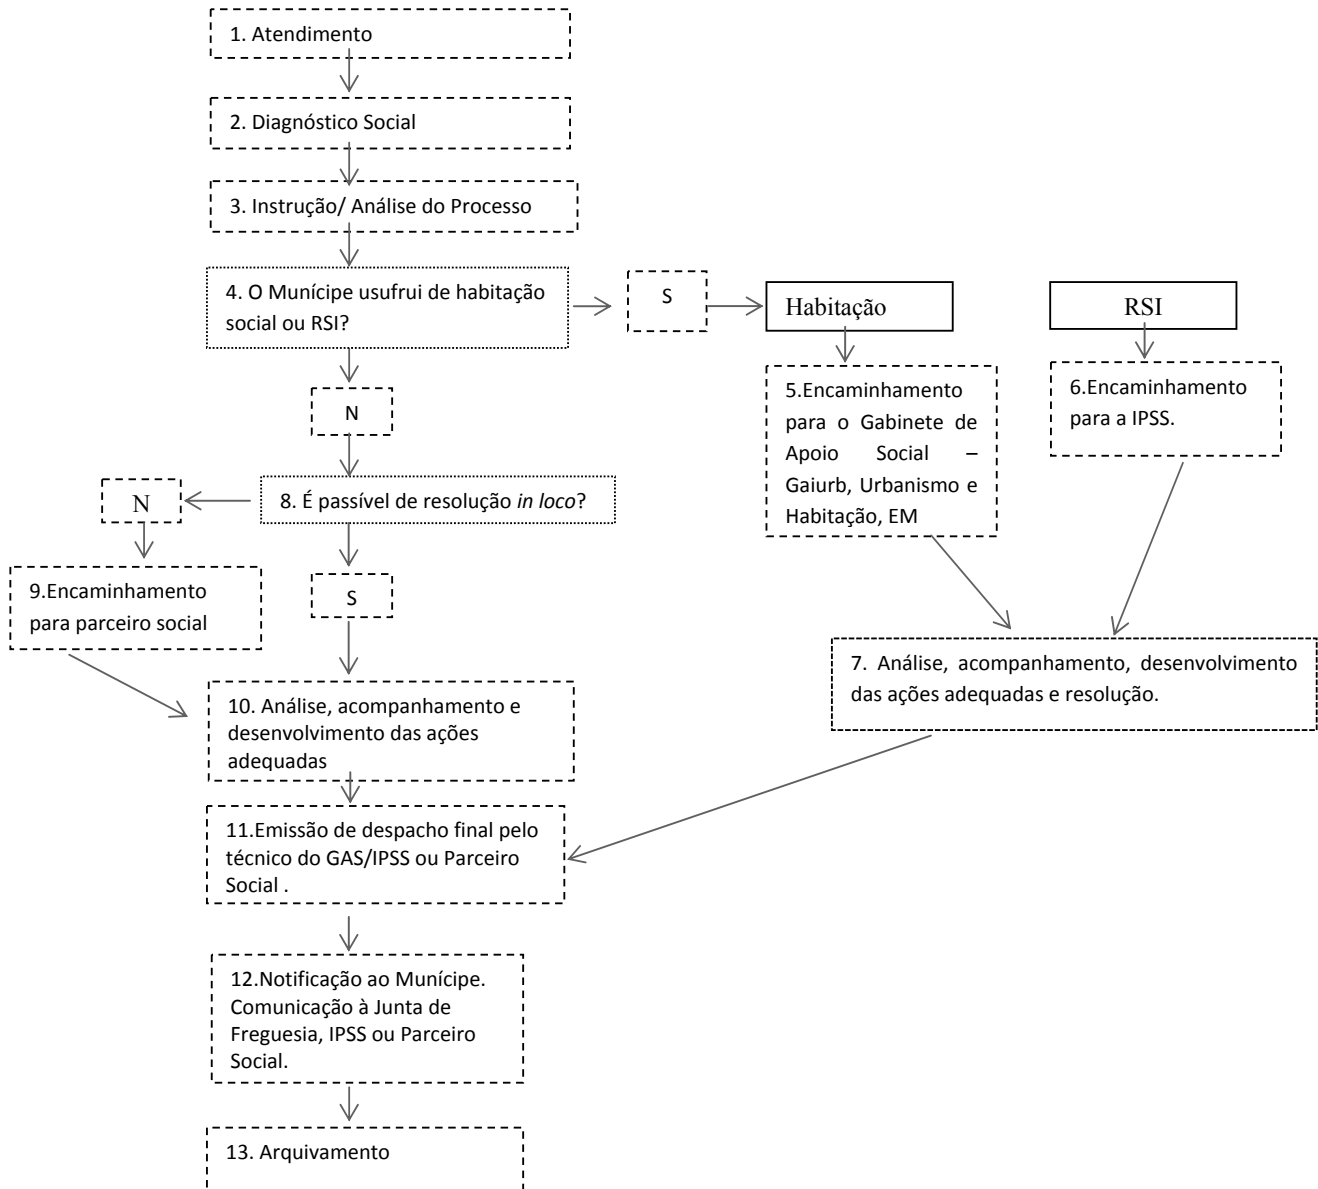 1. Atendimento
2. Diagnóstico Social
3. Instrução/ Análise do Processo
4. O Munícipe usufrui de habitação
social ou RSI?
S
Habitação
RSI
5.Encaminhamento
para o Gabinete de
Apoio Social –
Gaiurb, Urbanismo e
Habitação, EM
6.Encaminhamento
para a IPSS.
N
8. É passível de resolução in loco?
N
9.Encaminhamento
para parceiro social
S
7. Análise, acompanhamento, desenvolvimento
das ações adequadas e resolução.
10. Análise, acompanhamento e
desenvolvimento das ações
adequadas
11.Emissão de despacho final pelo
técnico do GAS/IPSS ou Parceiro
Social .
12.Notificação ao Munícipe.
Comunicação à Junta de
Freguesia, IPSS ou Parceiro
Social.
13. Arquivamento